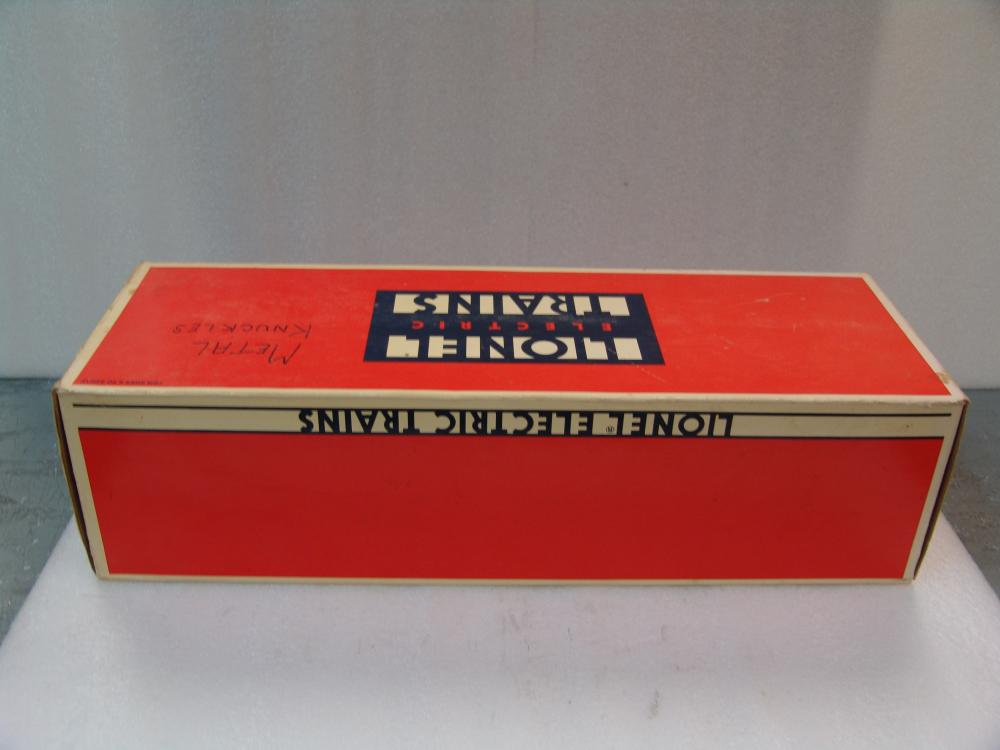 LIONEL®
ELECTRIC
TRAINS
METAL
KNUCKLES
LIONEL® ELECTRIC TRAINS